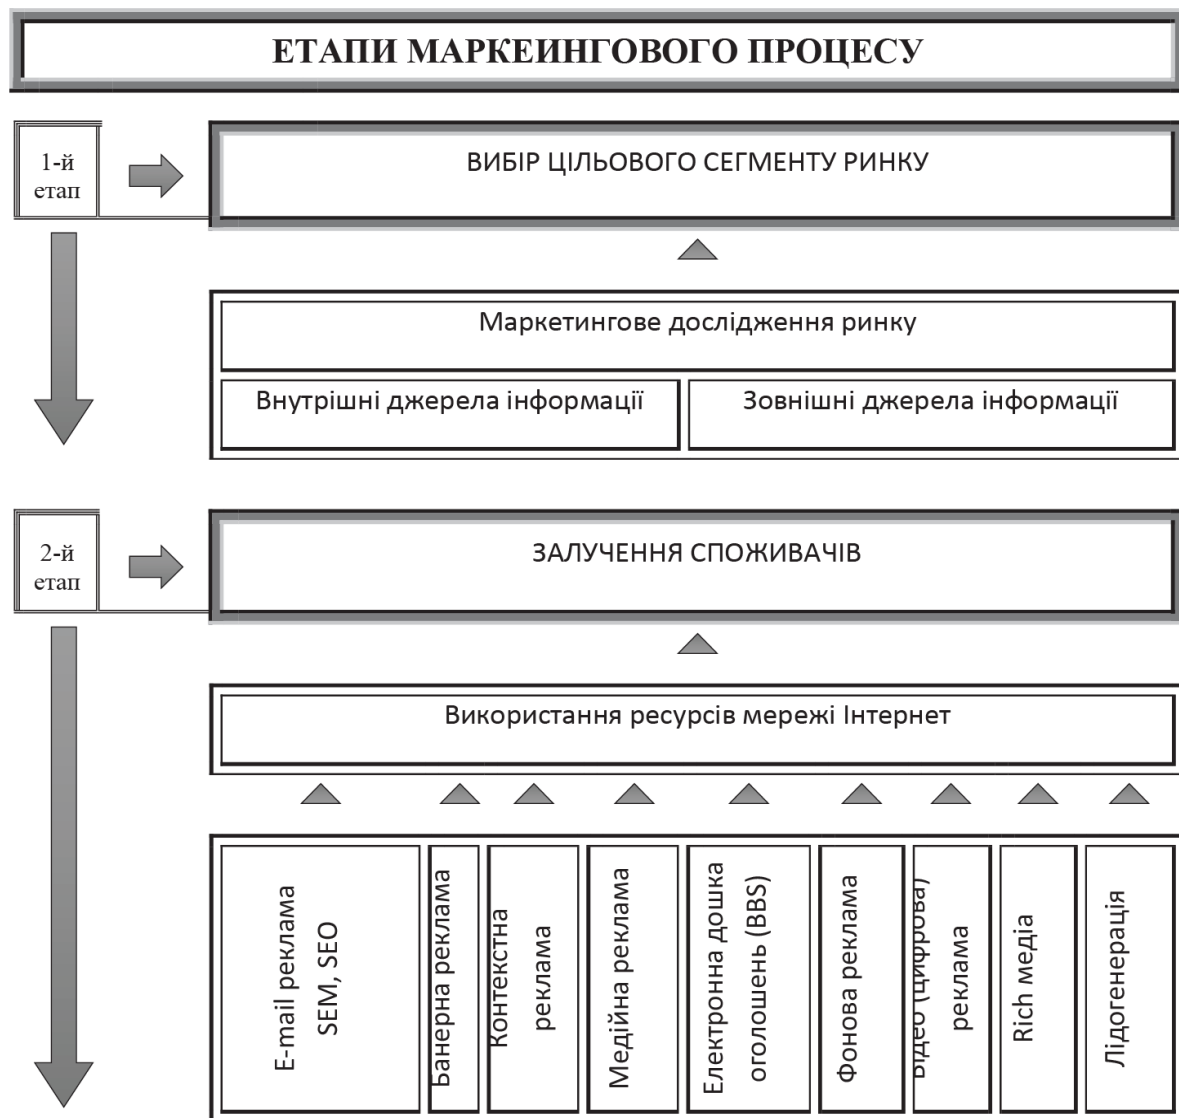 ЕТАПИ МАРКЕИНГОВОГО ПРОЦЕСУ
1-й
етап
ВИБІР ЦІЛЬОВОГО СЕГМЕНТУ РИНКУ
Маркетингове дослідження ринку
Внутрішні джерела інформації
Зовнішні джерела інформації
2-й
етап
ЗАЛУЧЕННЯ СПОЖИВАЧІВ
Використання ресурсів мережі Інтернет
E-mail реклама
SEM, SEO
Банерна реклама
Контекстна
реклама
Медійна реклама
Електронна дошка
оголошень (BBS)
Фонова реклама
Відео (цифрова)
реклама
Rich медіа
Лідогенерація